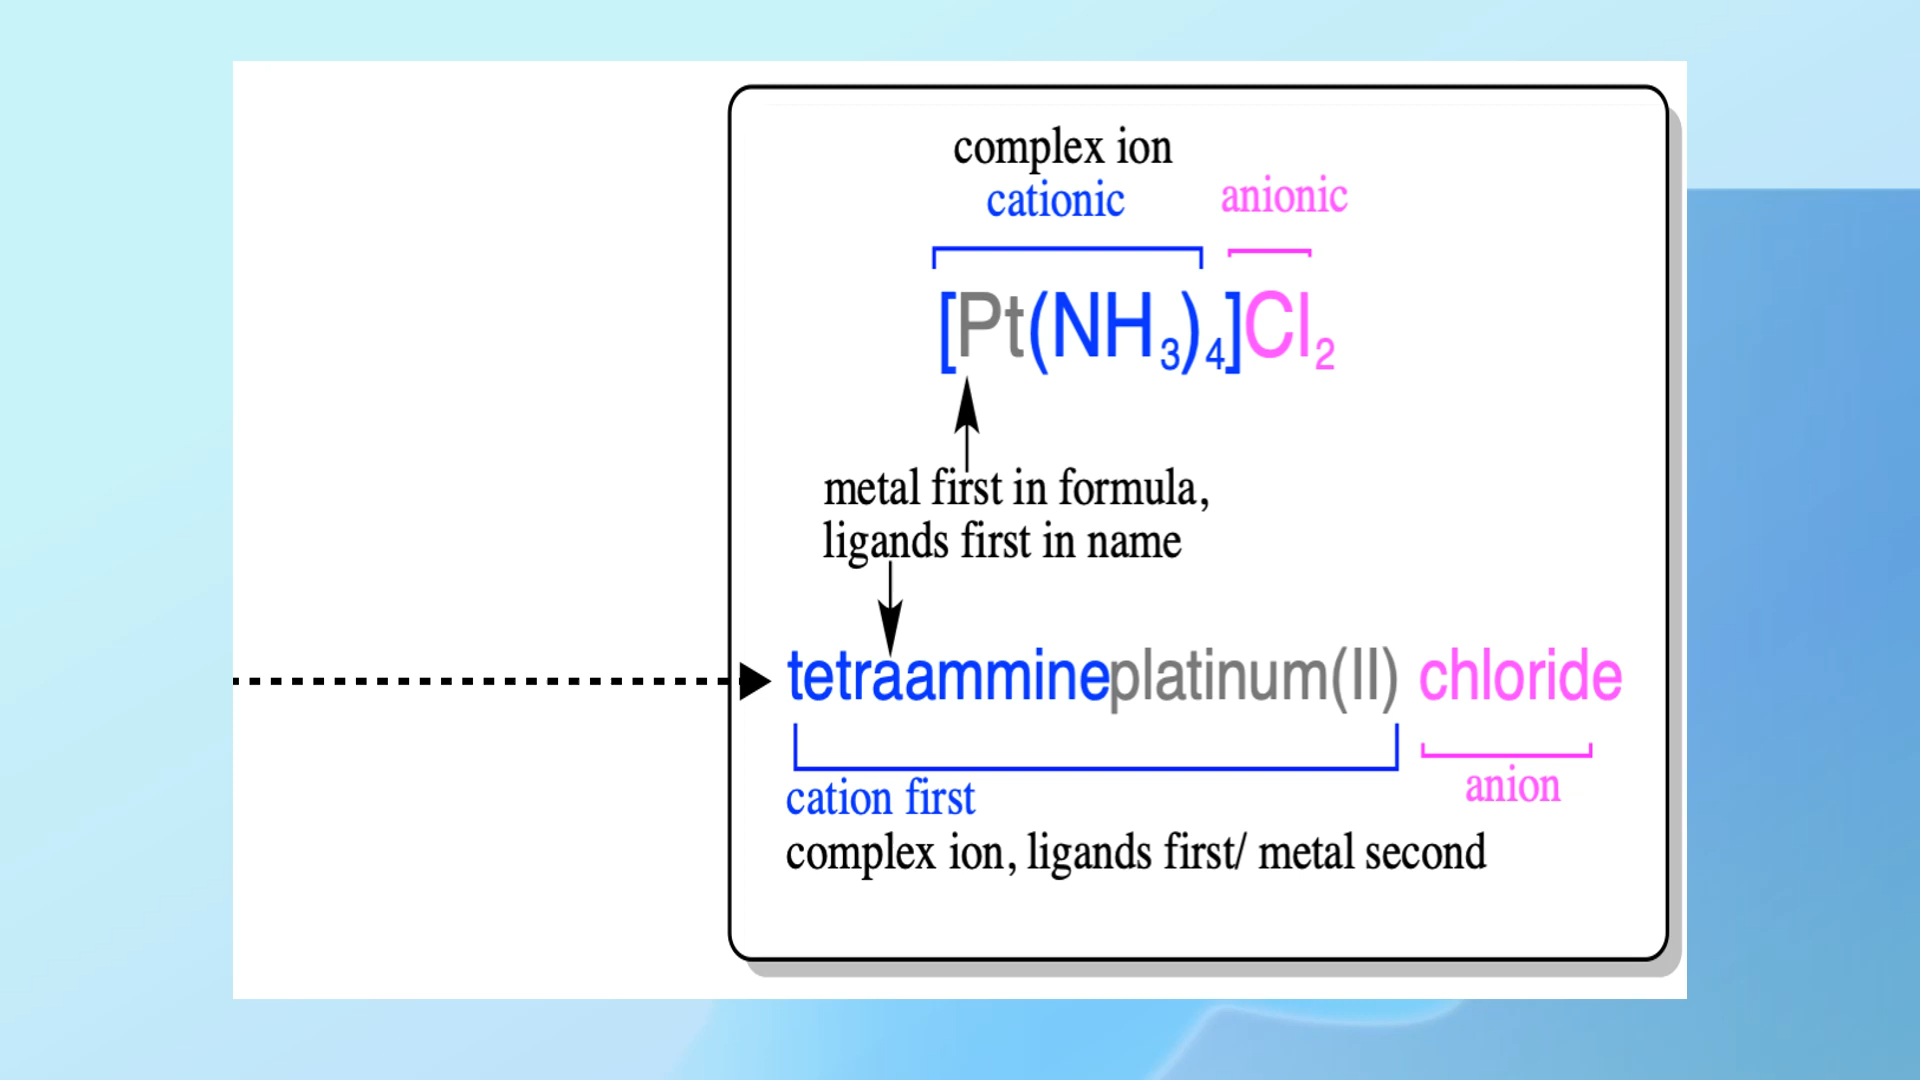 complex ion
cationic anionic
[Pt(NH₃)₄]Cl₂
metal first in formula,
ligands first in name
tetraammineplatinum(II) chloride
cation first anion
complex ion, ligands first/ metal second